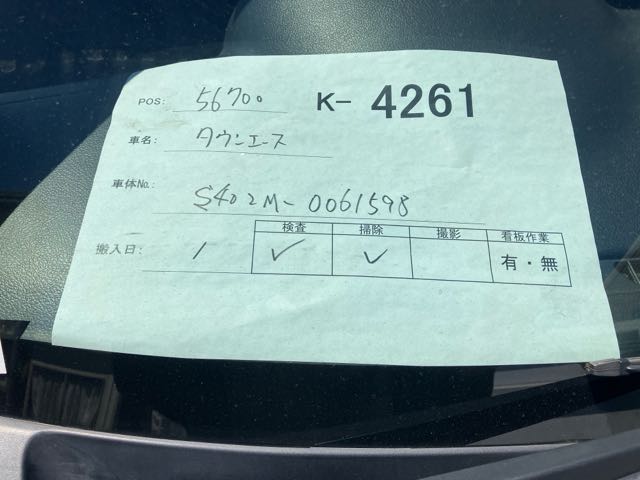 POS: 56700 K- 4261
車名: タウンエース
車体No. S402M-0061598
検査 掃除 撮影 看板作業
搬入日: 1 ✓ ✓ 有・無